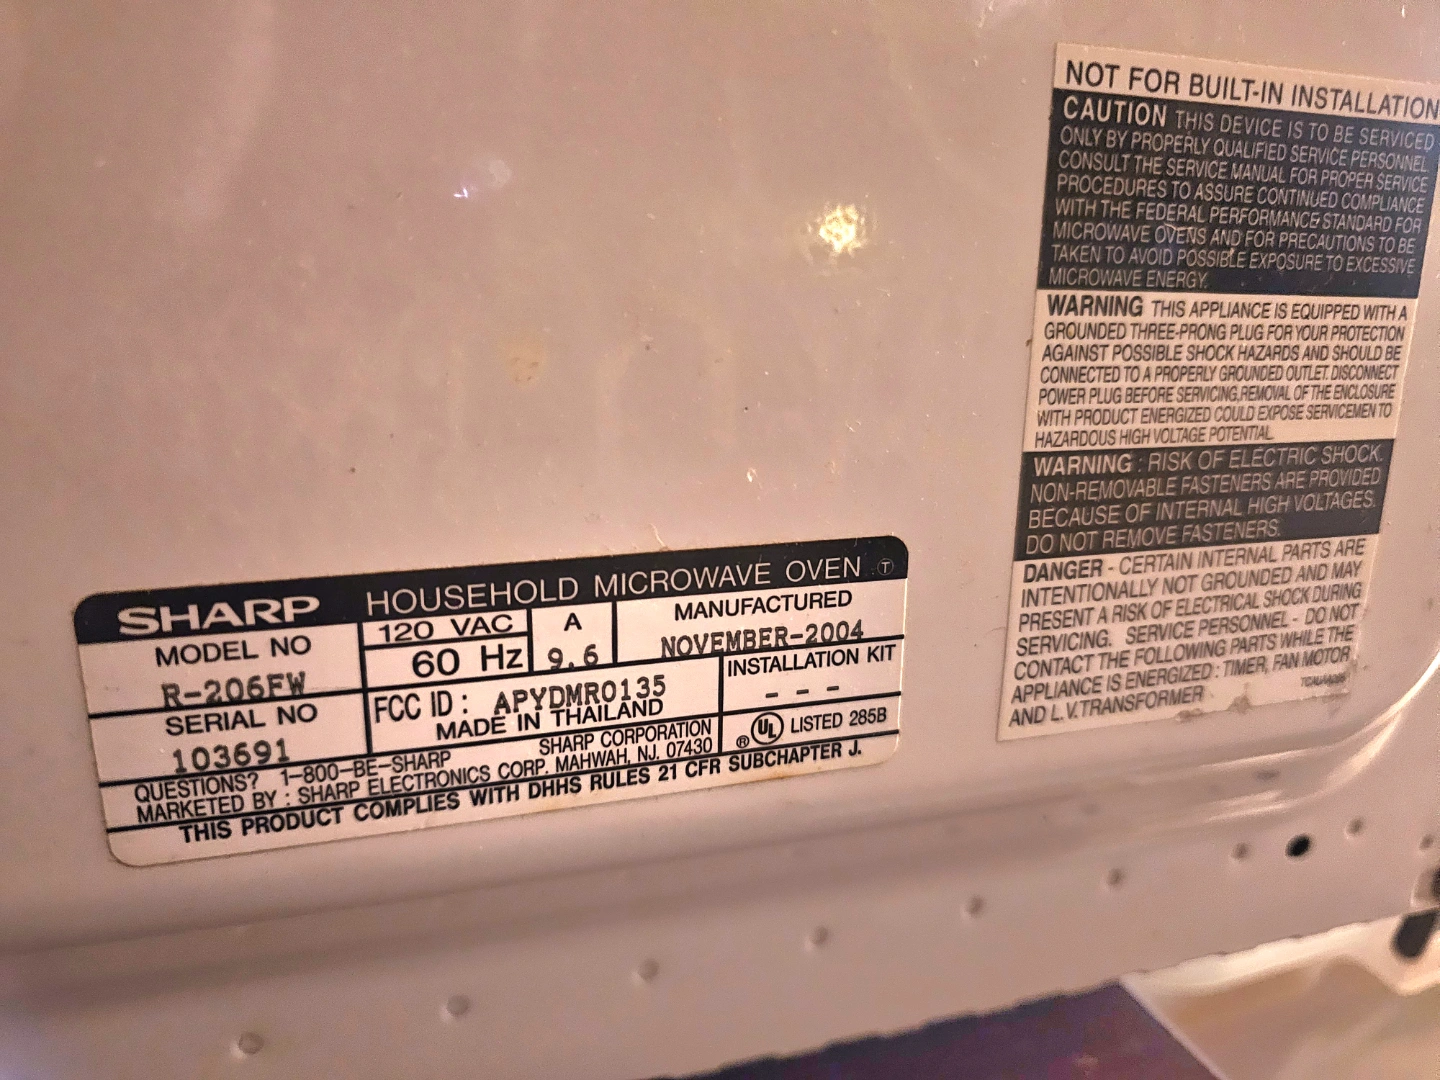 NOT FOR BUILT-IN INSTALLATION
CAUTION THIS DEVICE IS TO BE SERVICED
ONLY BY PROPERLY QUALIFIED SERVICE PERSONNEL
CONSULT THE SERVICE MANUAL FOR PROPER SERVICE
PROCEDURES TO ASSURE CONTINUED COMPLIANCE
WITH THE FEDERAL PERFORMANCE STANDARD FOR
MICROWAVE OVENS AND FOR PRECAUTIONS TO BE
TAKEN TO AVOID POSSIBLE EXPOSURE TO EXCESSIVE
MICROWAVE ENERGY.
WARNING THIS APPLIANCE IS EQUIPPED WITH A
GROUNDED THREE-PRONG PLUG FOR YOUR PROTECTION
AGAINST POSSIBLE SHOCK HAZARDS AND SHOULD BE
CONNECTED TO A PROPERLY GROUNDED OUTLET. DISCONNECT
POWER PLUG BEFORE SERVICING.REMOVAL OF THE ENCLOSURE
WITH PRODUCT ENERGIZED COULD EXPOSE SERVICEMEN TO
HAZARDOUS HIGH VOLTAGE POTENTIAL.
WARNING : RISK OF ELECTRIC SHOCK.
NON-REMOVABLE FASTENERS ARE PROVIDED
BECAUSE OF INTERNAL HIGH VOLTAGES.
DO NOT REMOVE FASTENERS.
DANGER - CERTAIN INTERNAL PARTS ARE
INTENTIONALLY NOT GROUNDED AND MAY
PRESENT A RISK OF ELECTRICAL SHOCK DURING
SERVICING. SERVICE PERSONNEL - DO NOT
CONTACT THE FOLLOWING PARTS WHILE THE
APPLIANCE IS ENERGIZED : TIMER, FAN MOTOR
AND L.V.TRANSFORMER
SHARP HOUSEHOLD MICROWAVE OVEN Ⓣ
MODEL NO
R-206FW
120 VAC
60 Hz
A
9.6
MANUFACTURED
NOVEMBER-2004
SERIAL NO
103691
FCC ID : APYDMR0135
MADE IN THAILAND
INSTALLATION KIT
- - -
QUESTIONS? 1-800-BE-SHARP SHARP CORPORATION
MARKETED BY : SHARP ELECTRONICS CORP. MAHWAH, NJ. 07430
® UL LISTED 285B
THIS PRODUCT COMPLIES WITH DHHS RULES 21 CFR SUBCHAPTER J.